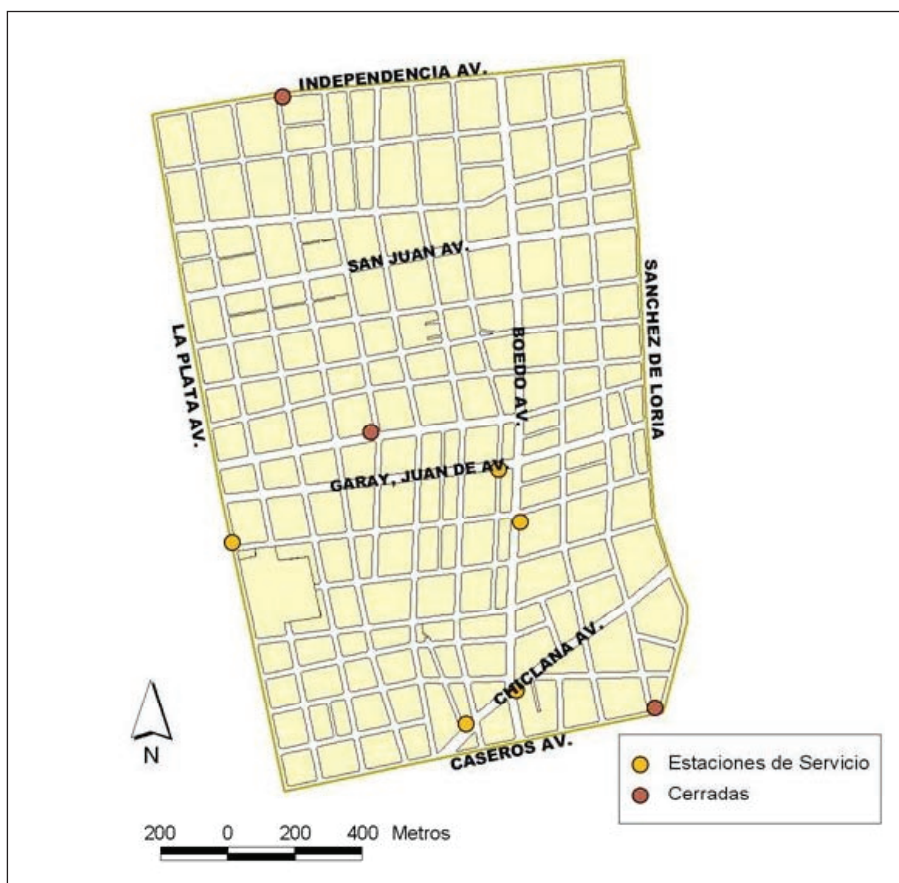 INDEPENDENCIA AV.
SAN JUAN AV.
SANCHEZ DE LORIA
LA PLATA AV.
BOEDO AV.
GARAY, JUAN DE AV.
CHICLANA AV.
CASEROS AV.
N
Estaciones de Servicio
Cerradas
200 0 200 400 Metros